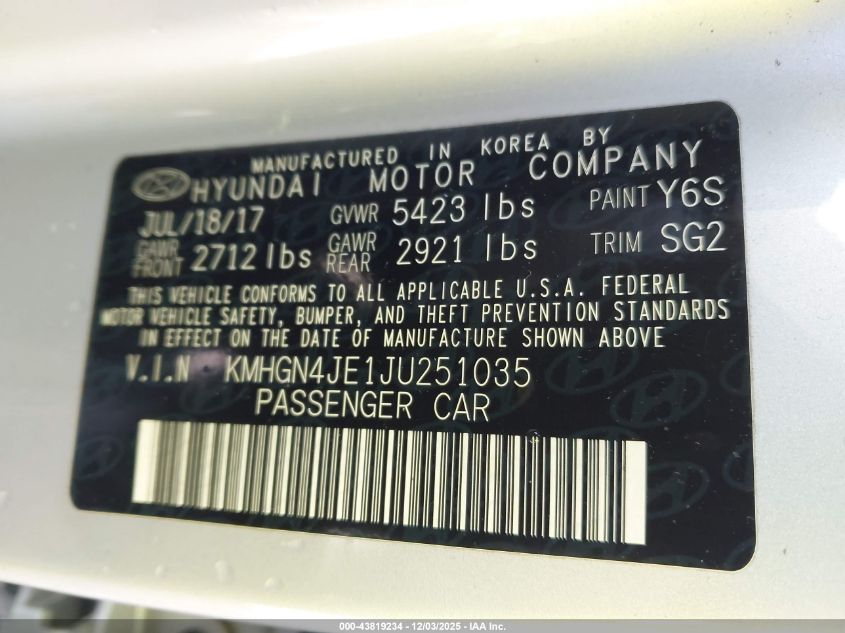 MANUFACTURED IN KOREA BY
HYUNDAI MOTOR COMPANY
JUL/18/17 GVWR 5423 lbs PAINT Y6S
GAWR FRONT 2712 lbs GAWR REAR 2921 lbs TRIM SG2
THIS VEHICLE CONFORMS TO ALL APPLICABLE U.S.A. FEDERAL
MOTOR VEHICLE SAFETY, BUMPER, AND THEFT PREVENTION STANDARDS
IN EFFECT ON THE DATE OF MANUFACTURE SHOWN ABOVE
V.I.N KMHGN4JE1JU251035
PASSENGER CAR
000-43819234 - 12/03/2025 - IAA Inc.